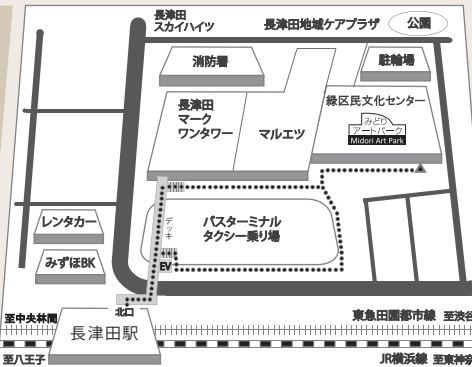 長津田
スカイハイツ
長津田地域ケアプラザ
公園
消防署
駐輪場
長津田
マーク
ワンタワー
マルエツ
緑区民文化センター
みどり
アートパーク
Midori Art Park
レンタカー
デッキ
バスターミナル
タクシー乗り場
みずほBK
EV
北口
至中央林間
東急田園都市線 至渋谷
長津田駅
至八王子
JR横浜線 至東神奈